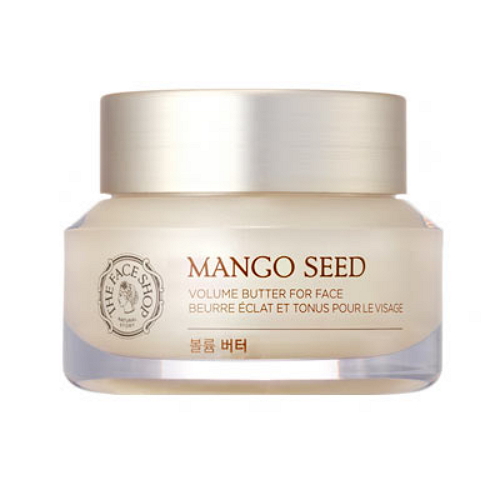 THE FACE SHOP
NATURAL
STORY
MANGO SEED
VOLUME BUTTER FOR FACE
BEURRE ÉCLAT ET TONUS POUR LE VISAGE
볼륨 버터